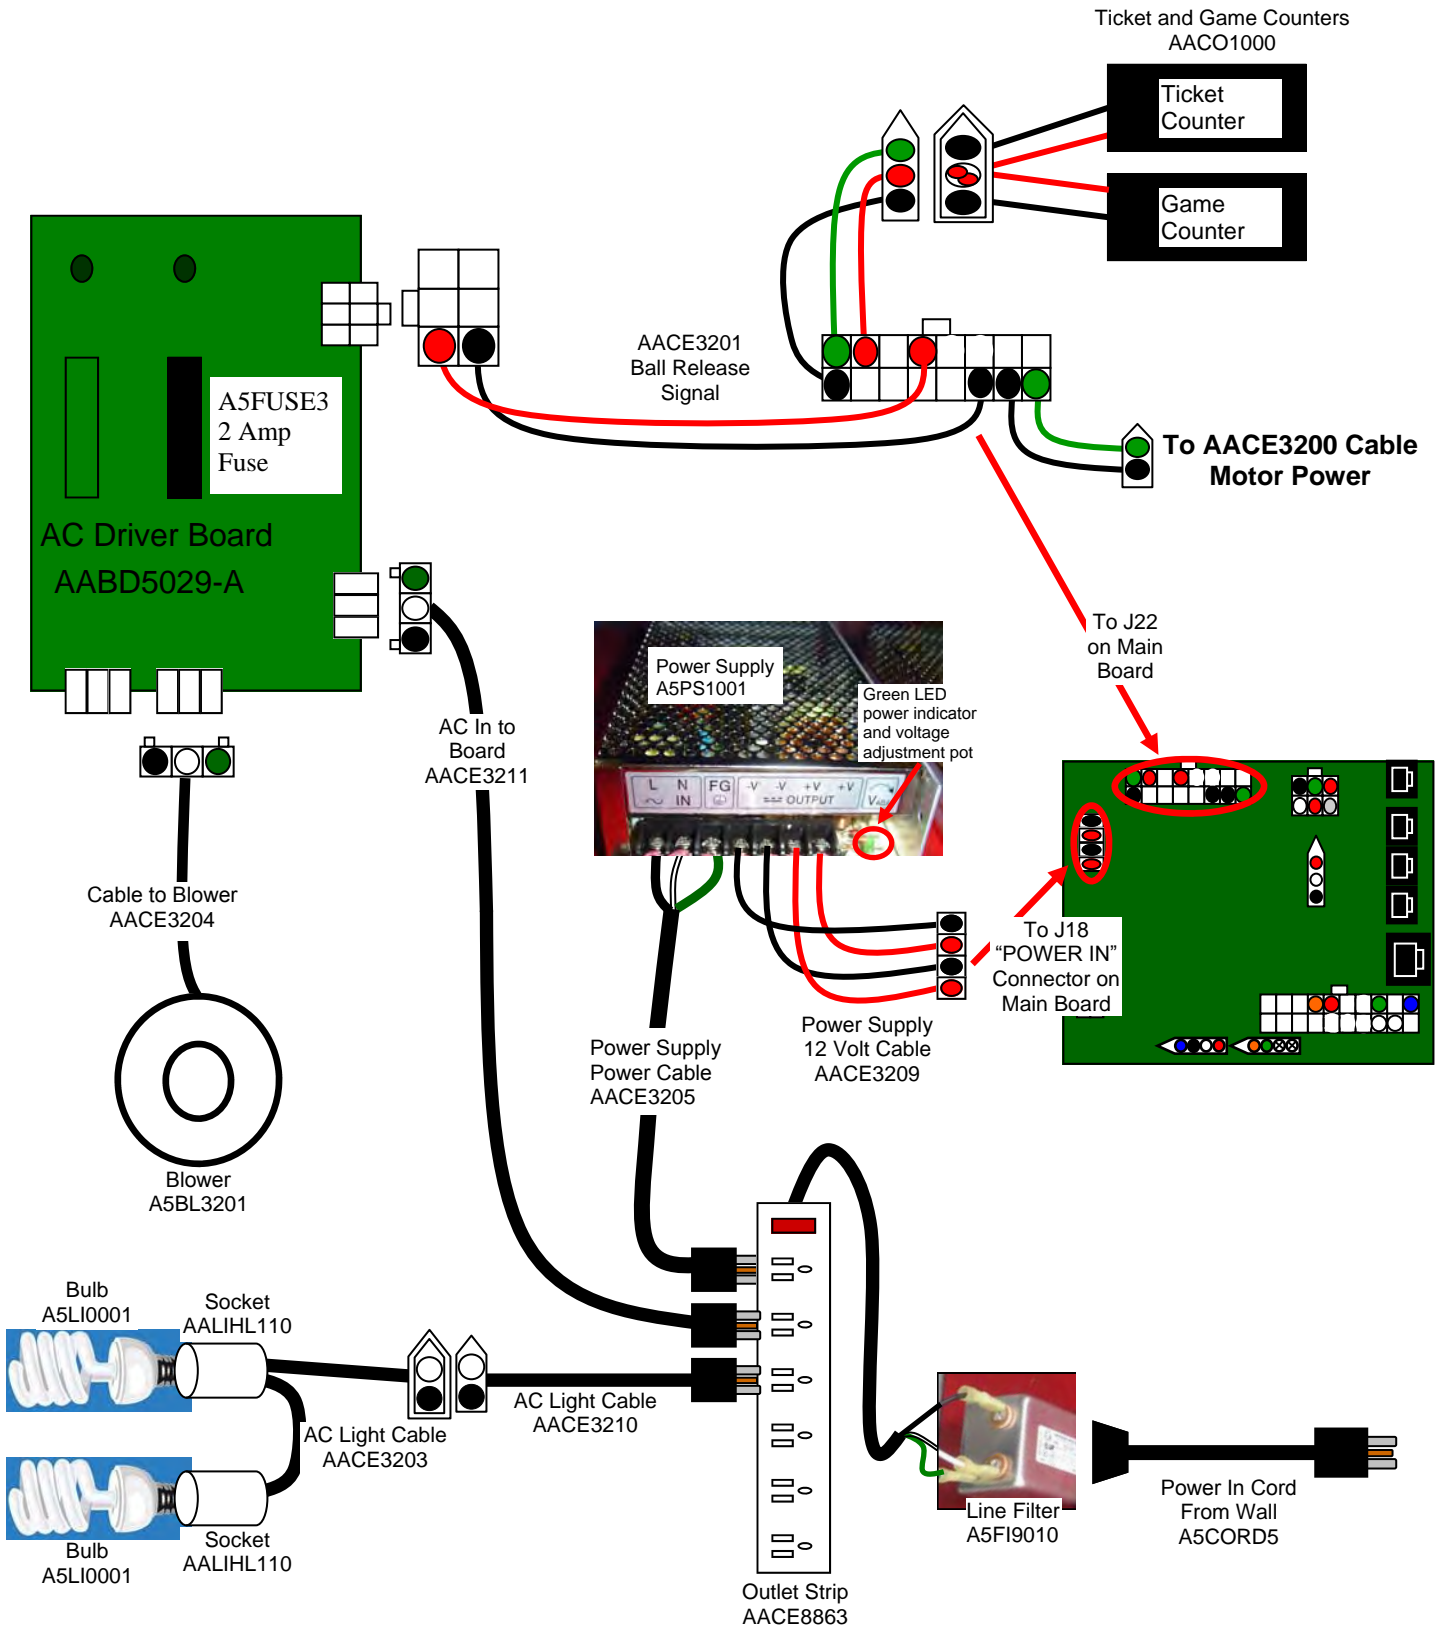 Ticket and Game Counters
AACO1000
Ticket
Counter
Game
Counter
AACE3201
Ball Release
Signal
A5FUSE3
2 Amp
Fuse
To AACE3200 Cable
Motor Power
AC Driver Board
AABD5029-A
To J22
on Main
Board
Power Supply
A5PS1001
Green LED
power indicator
and voltage
adjustment pot
AC In to
Board
AACE3211
L N FG -V -V +V +V
IN OUTPUT VADJ
Cable to Blower
AACE3204
To J18
“POWER IN”
Connector on
Main Board
Power Supply
12 Volt Cable
AACE3209
Power Supply
Power Cable
AACE3205
Blower
A5BL3201
Bulb
A5LI0001
Socket
AALIHL110
AC Light Cable
AACE3203
AC Light Cable
AACE3210
Socket
AALIHL110
Bulb
A5LI0001
Line Filter
A5FI9010
Power In Cord
From Wall
A5CORD5
Outlet Strip
AACE8863